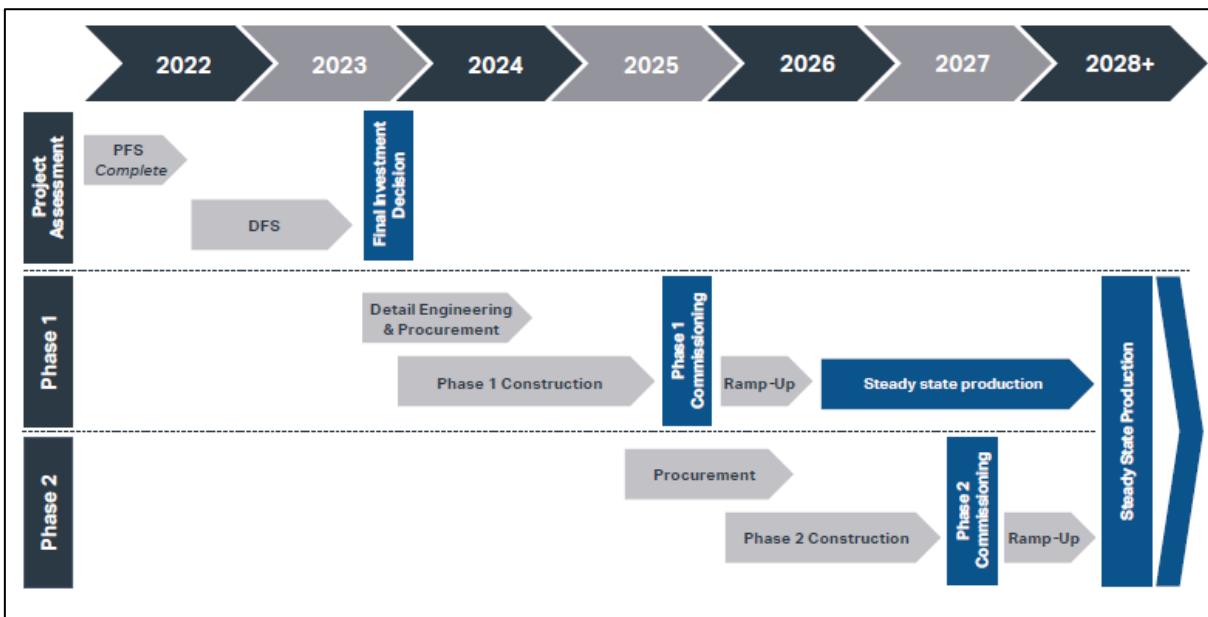 2022
2023
2024
2025
2026
2027
2028+
Project
Assessment
PFS
Complete
DFS
Final Investment
Decision
Phase 1
Detail Engineering
& Procurement
Phase 1 Construction
Phase 1
Commissioning
Ramp-Up
Steady state production
Steady State Production
Phase 2
Procurement
Phase 2 Construction
Phase 2
Commissioning
Ramp-Up